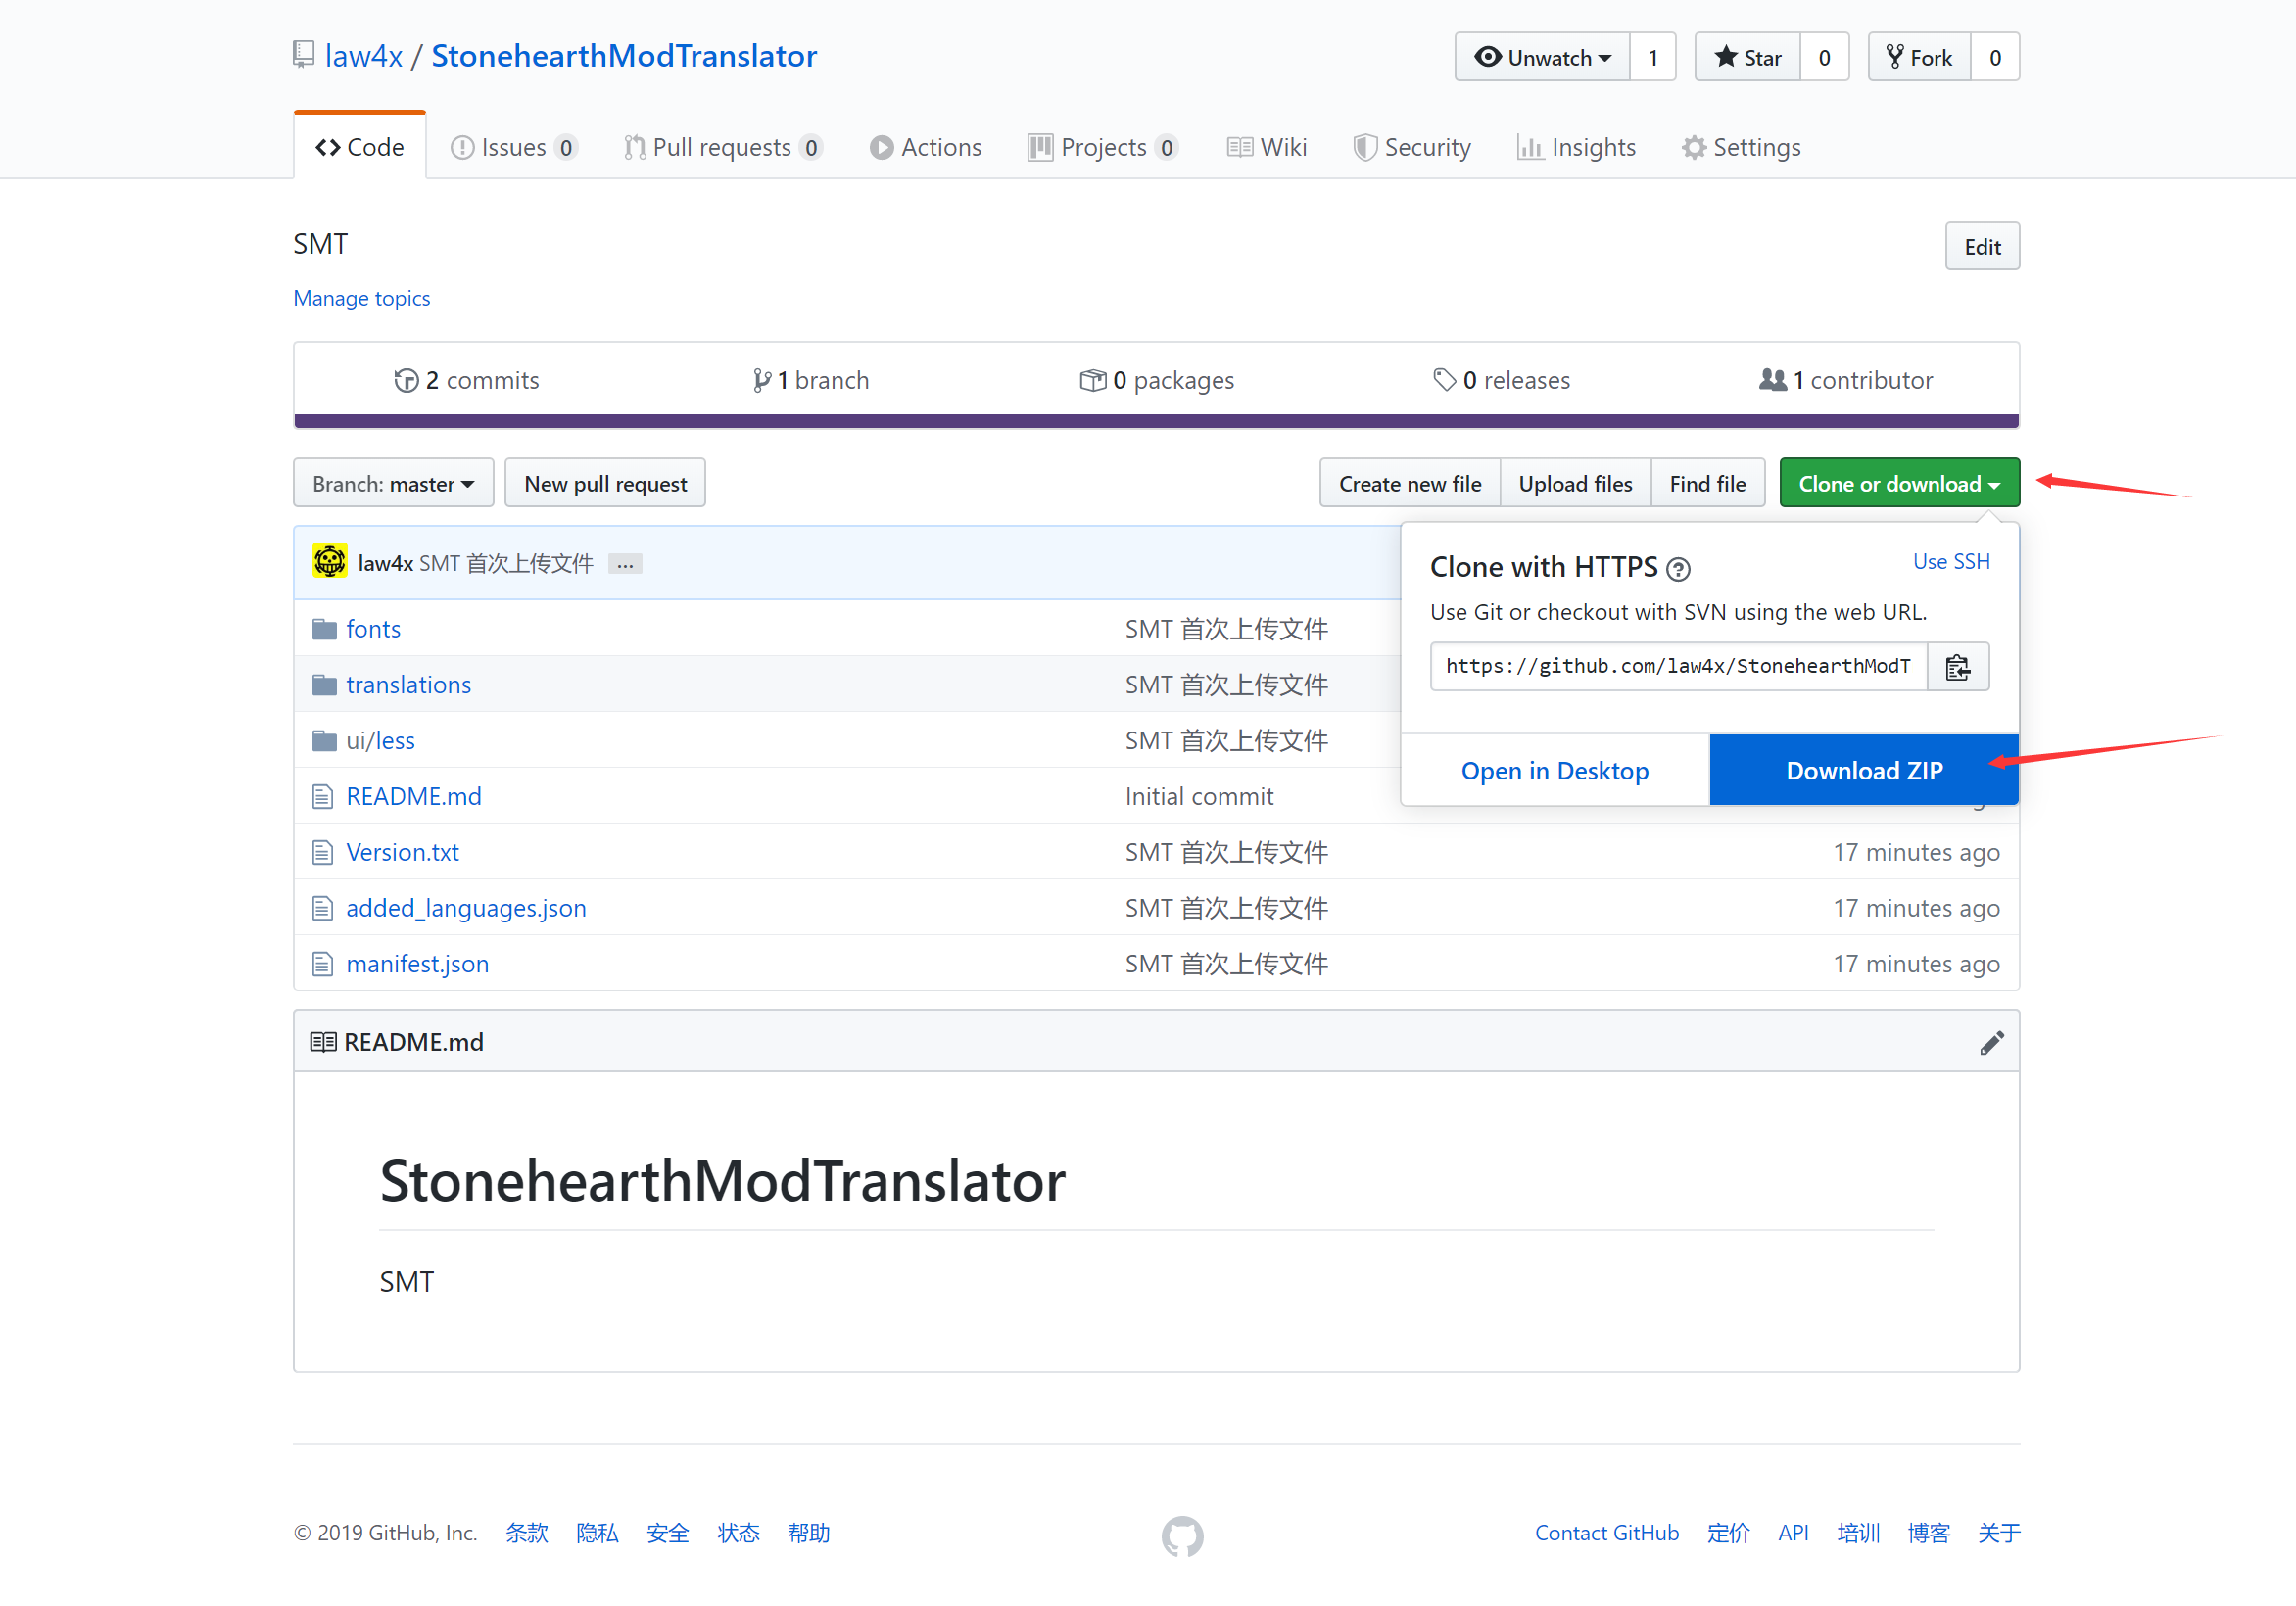 law4x / StonehearthModTranslator
Unwatch 1 Star 0 Fork 0
Code Issues 0 Pull requests 0 Actions Projects 0 Wiki Security Insights Settings
SMT
Edit
Manage topics
2 commits 1 branch 0 packages 0 releases 1 contributor
Branch: master New pull request Create new file Upload files Find file Clone or download
law4x SMT 首次上传文件 ...
Clone with HTTPS ? Use SSH
Use Git or checkout with SVN using the web URL.
https://github.com/law4x/StonehearthModT
Open in Desktop Download ZIP
fonts SMT 首次上传文件
translations SMT 首次上传文件
ui/less SMT 首次上传文件
README.md Initial commit
Version.txt SMT 首次上传文件 17 minutes ago
added_languages.json SMT 首次上传文件 17 minutes ago
manifest.json SMT 首次上传文件 17 minutes ago
README.md
StonehearthModTranslator
SMT
© 2019 GitHub, Inc. 条款 隐私 安全 状态 帮助 Contact GitHub 定价 API 培训 博客 关于